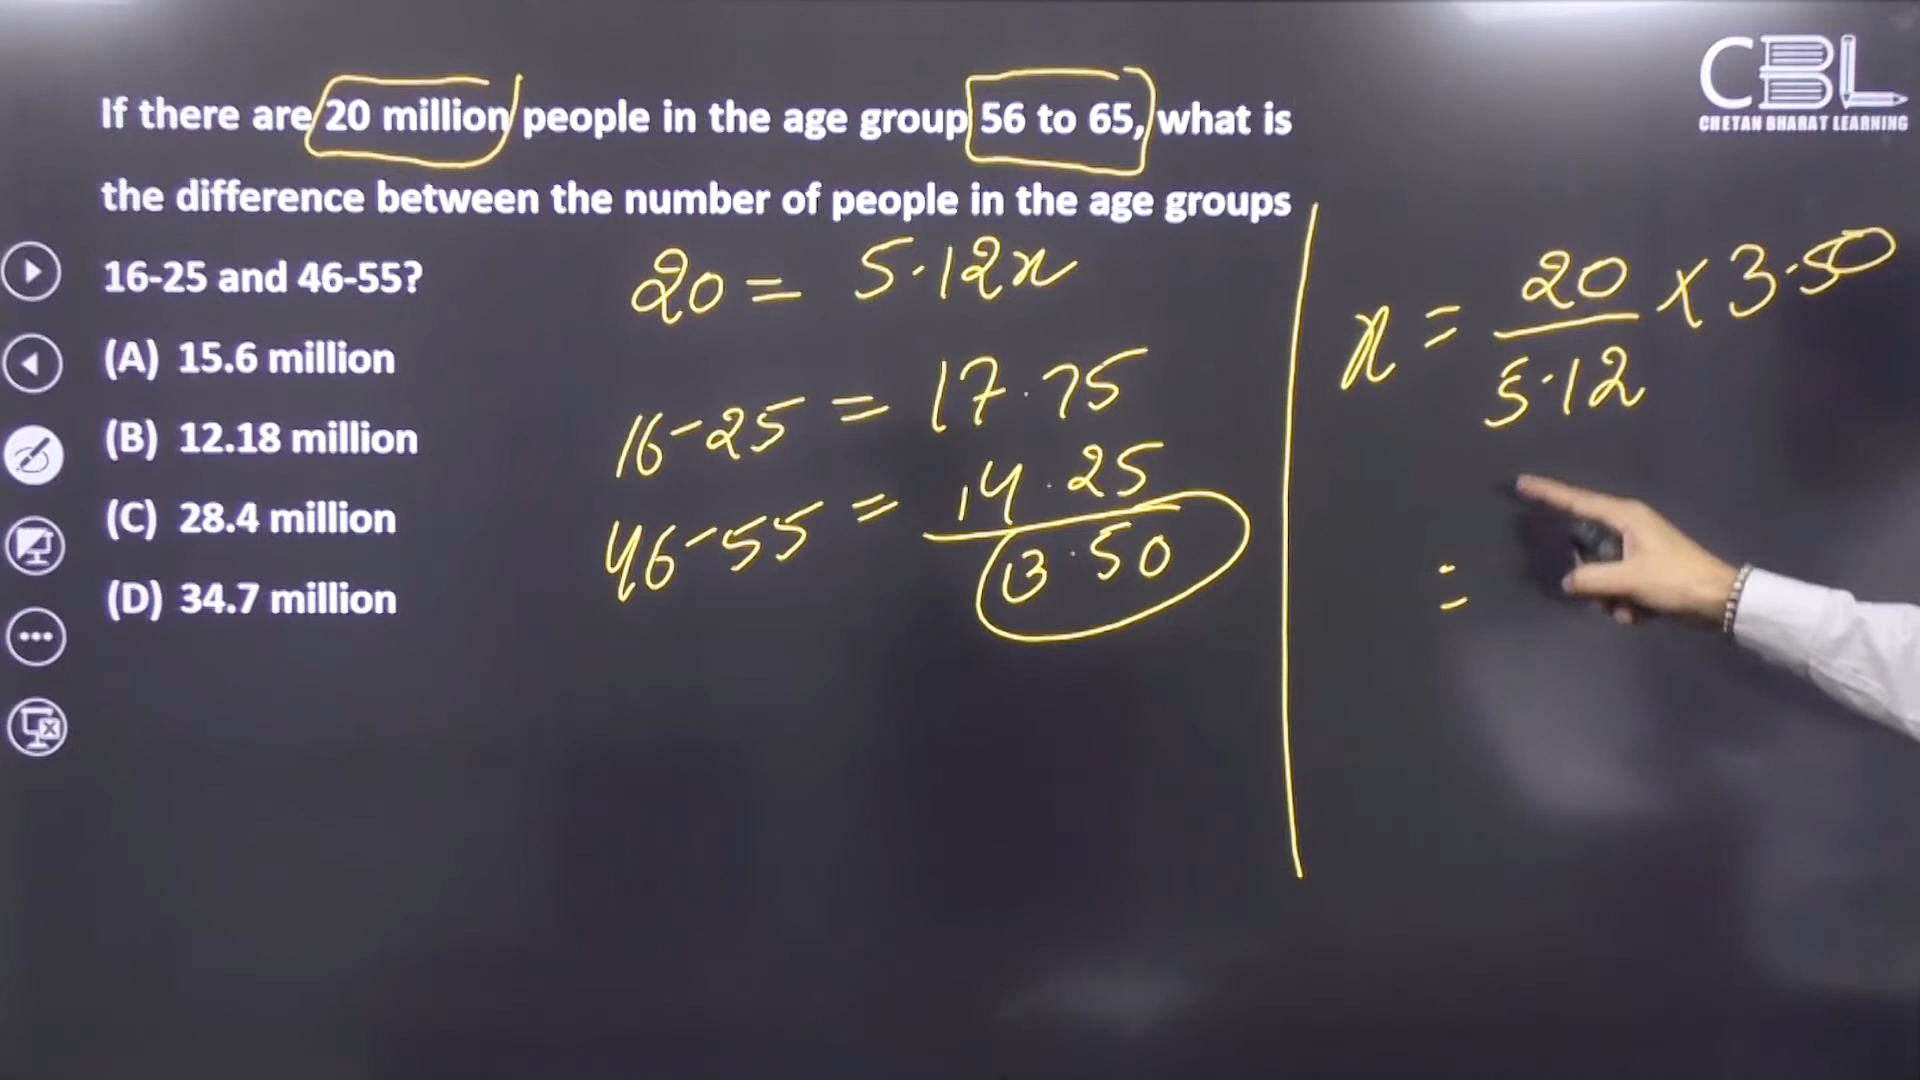 CBL
CHETAN BHARAT LEARNING
If there are 20 million people in the age group 56 to 65, what is
the difference between the number of people in the age groups
16-25 and 46-55?
(A) 15.6 million
(B) 12.18 million
(C) 28.4 million
(D) 34.7 million
20 = 5.12x
16-25 = 17.75
46-55 = 14.25
3.50
x = 20/5.12 × 3.50
=